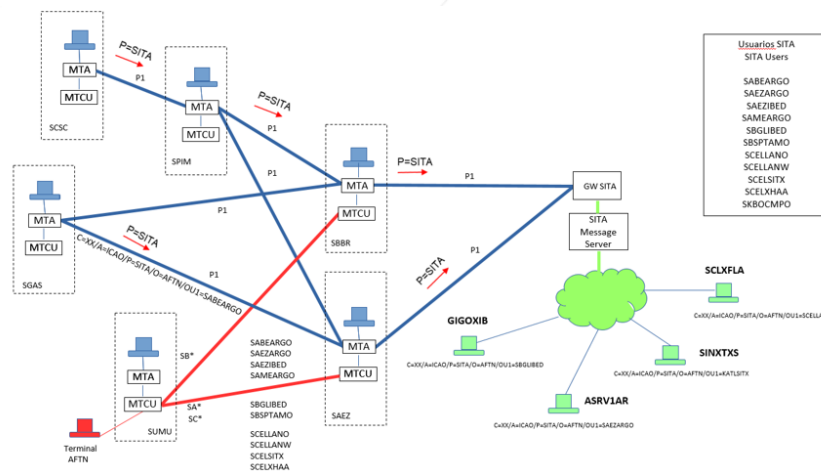 P=SITA
MTA
MTCU
SCSC
P1
MTA
MTCU
SPIM
P=SITA
P1
P1
MTA
MTCU
SBBR
P=SITA
P1
GW SITA
SITA
Message
Server
Usuarios SITA
SITA Users
SABEARGO
SAEZARGO
SAEZIBED
SAMEARGO
SBGLIBED
SBSPTAMO
SCELLANO
SCELLANW
SCELSITX
SCELXHAA
SKBOCMPO
MTA
MTCU
SGAS
P1
P=SITA
P1
C=XX/A=ICAO/P=SITA/O=AFTN/OU1=SABEARGO
P=SITA
P1
MTA
MTCU
SAEZ
MTA
MTCU
SUMU
Terminal
AFTN
SB*
SA*
SC*
SABEARGO
SAEZARGO
SAEZIBED
SAMEARGO
SBGLIBED
SBSPTAMO
SCELLANO
SCELLANW
SCELSITX
SCELXHAA
SCLXFLA
C=XX/A=ICAO/P=SITA/O=AFTN/OU1=SCELLA
GIGOXIB
C=XX/A=ICAO/P=SITA/O=AFTN/OU1=SBGLIBED
SINXTXS
C=XX/A=ICAO/P=SITA/O=AFTN/OU1=KATLSITX
ASRV1AR
C=XX/A=ICAO/P=SITA/O=AFTN/OU1=SAEZARGO